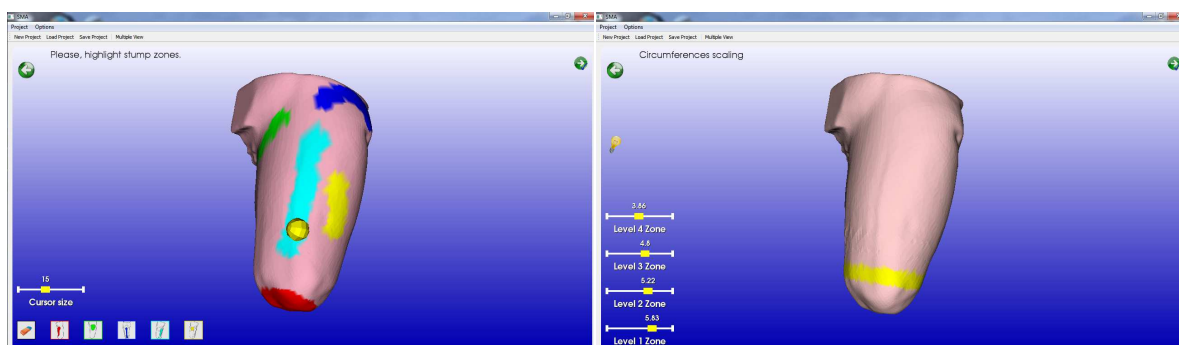 SMA
Project Options
New Project Load Project Save Project Multiple View
Please, highlight stump zones.
15
Cursor size
SMA
Project Options
New Project Load Project Save Project Multiple View
Circumferences scaling
3.86
Level 4 Zone
4.8
Level 3 Zone
5.22
Level 2 Zone
5.83
Level 1 Zone